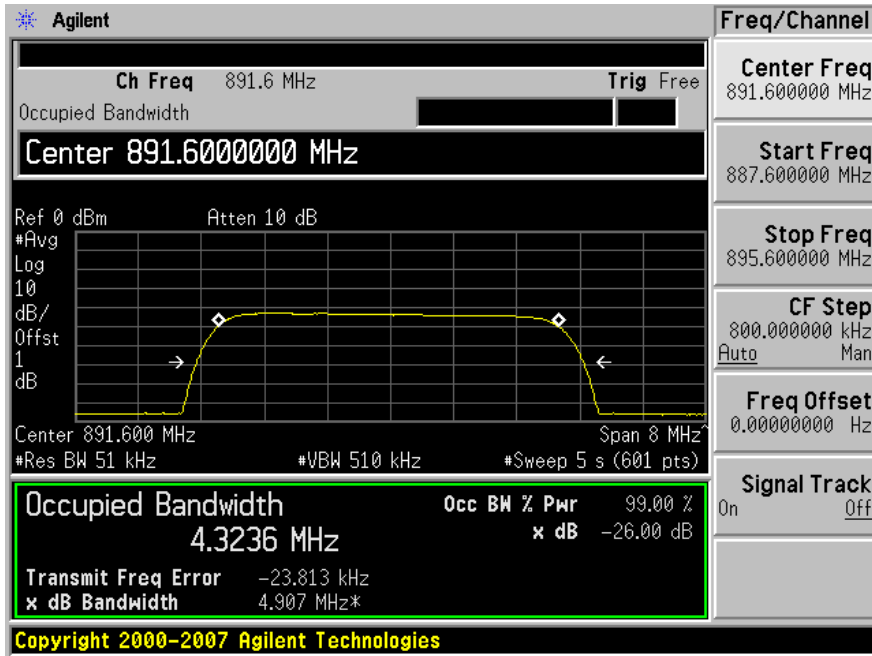 Agilent
Freq/Channel
Ch Freq 891.6 MHz Trig Free
Occupied Bandwidth
Center 891.6000000 MHz
Ref 0 dBm Atten 10 dB
#Avg
Log
10
dB/
Offst
1
dB
Center 891.600 MHz Span 8 MHz^
#Res BW 51 kHz #VBW 510 kHz #Sweep 5 s (601 pts)
Occupied Bandwidth
4.3236 MHz
Occ BW % Pwr 99.00 %
x dB -26.00 dB
Transmit Freq Error -23.813 kHz
x dB Bandwidth 4.907 MHz*
Center Freq
891.600000 MHz
Start Freq
887.600000 MHz
Stop Freq
895.600000 MHz
CF Step
800.000000 kHz
Auto Man
Freq Offset
0.00000000 Hz
Signal Track
On Off
Copyright 2000-2007 Agilent Technologies